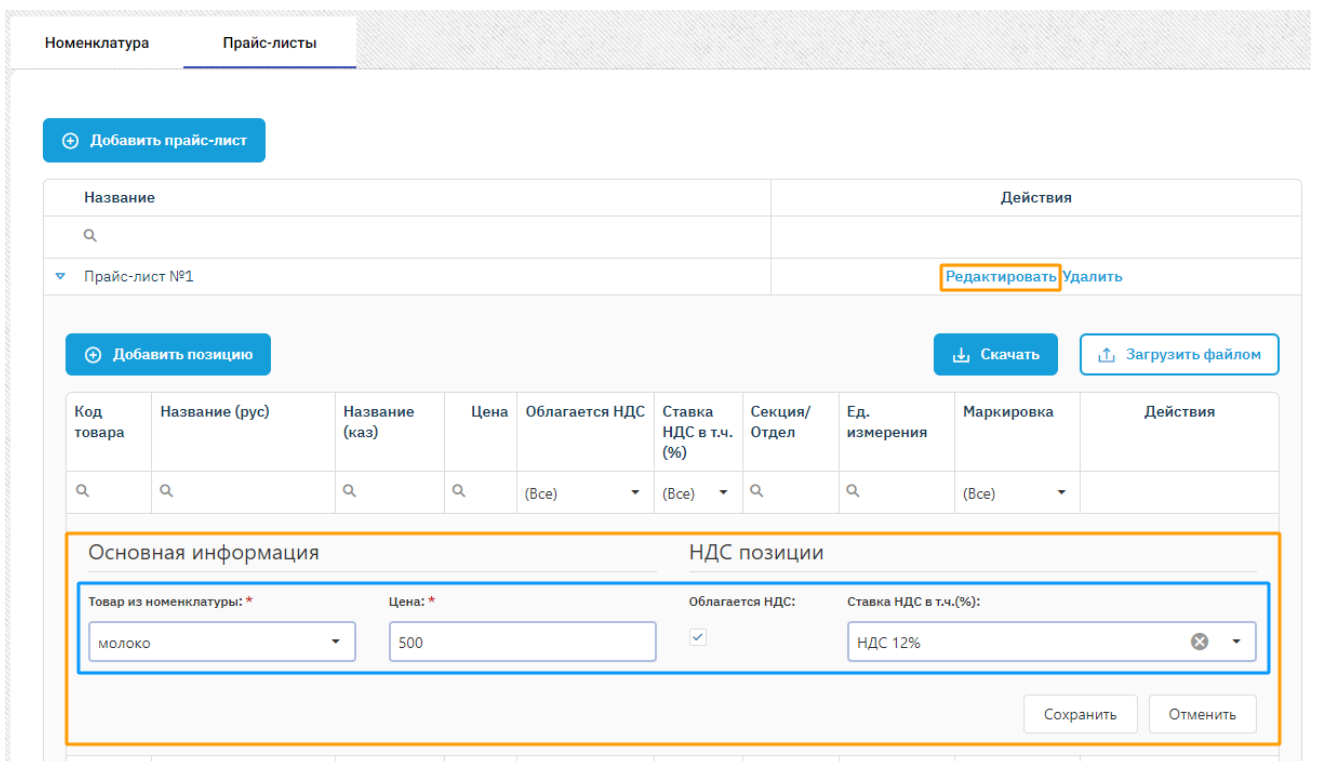 Номенклатура Прайс-листы
Добавить прайс-лист
Название Действия
Прайс-лист №1 Редактировать Удалить
Добавить позицию Скачать Загрузить файлом
Код товара Название (рус) Название (каз) Цена Облагается НДС Ставка НДС в т.ч. (%) Секция/Отдел Ед. измерения Маркировка Действия
(Все) (Все) (Все)
Основная информация НДС позиции
Товар из номенклатуры: * Цена: * Облагается НДС: Ставка НДС в т.ч.(%):
молоко 500 НДС 12%
Сохранить Отменить